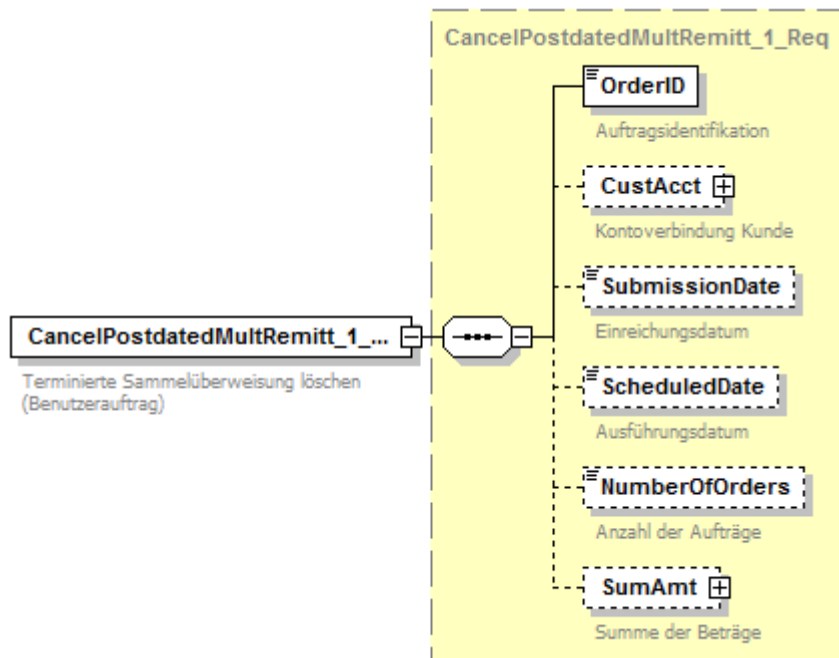 CancelPostdatedMultRemitt_1_Req
OrderID
Auftragsidentifikation
CustAcct
Kontoverbindung Kunde
SubmissionDate
Einreichungsdatum
CancelPostdatedMultRemitt_1_...
Terminierte Sammelüberweisung löschen
(Benutzerauftrag)
ScheduledDate
Ausführungsdatum
NumberOfOrders
Anzahl der Aufträge
SumAmt
Summe der Beträge